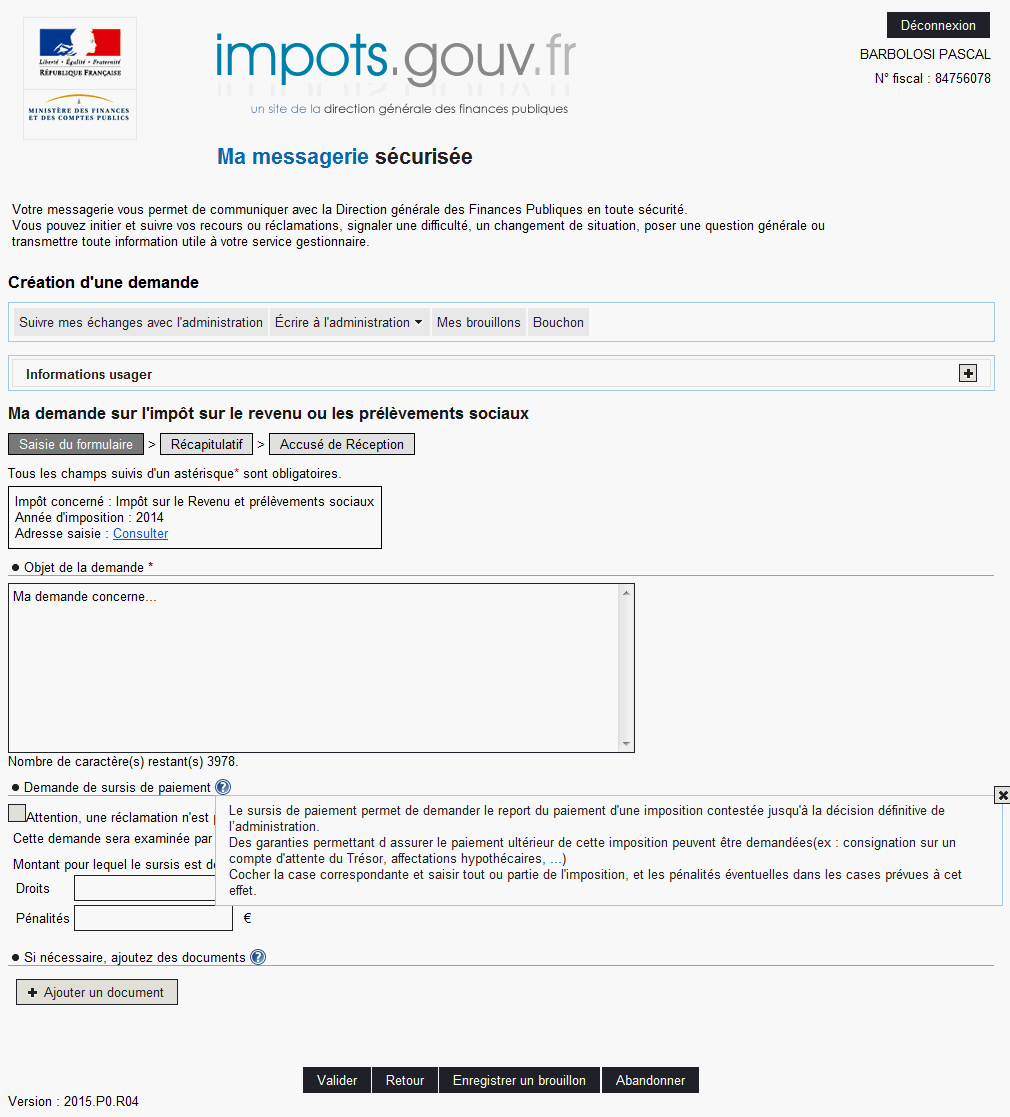 Déconnexion
BARBOLOSI PASCAL
N° fiscal : 84756078
Liberté • Égalité • Fraternité
RÉPUBLIQUE FRANÇAISE
MINISTÈRE DES FINANCES
ET DES COMPTES PUBLICS
impots.gouv.fr
un site de la direction générale des finances publiques
Ma messagerie sécurisée
Votre messagerie vous permet de communiquer avec la Direction générale des Finances Publiques en toute sécurité.
Vous pouvez initier et suivre vos recours ou réclamations, signaler une difficulté, un changement de situation, poser une question générale ou
transmettre toute information utile à votre service gestionnaire.
Création d'une demande
Suivre mes échanges avec l'administration Écrire à l'administration Mes brouillons Bouchon
Informations usager
Ma demande sur l'impôt sur le revenu ou les prélèvements sociaux
Saisie du formulaire > Récapitulatif > Accusé de Réception
Tous les champs suivis d'un astérisque* sont obligatoires.
Impôt concerné : Impôt sur le Revenu et prélèvements sociaux
Année d'imposition : 2014
Adresse saisie : Consulter
● Objet de la demande *
Ma demande concerne...
Nombre de caractère(s) restant(s) 3978.
● Demande de sursis de paiement ?
Attention, une réclamation n'est
Cette demande sera examinée par
Montant pour lequel le sursis est
Le sursis de paiement permet de demander le report du paiement d'une imposition contestée jusqu'à la décision définitive de
l'administration.
Des garanties permettant d assurer le paiement ultérieur de cette imposition peuvent être demandées(ex : consignation sur un
compte d'attente du Trésor, affectations hypothécaires, ...)
Cocher la case correspondante et saisir tout ou partie de l'imposition, et les pénalités éventuelles dans les cases prévues à cet
effet.
Droits
Pénalités €
● Si nécessaire, ajoutez des documents ?
+ Ajouter un document
Valider Retour Enregistrer un brouillon Abandonner
Version : 2015.P0.R04